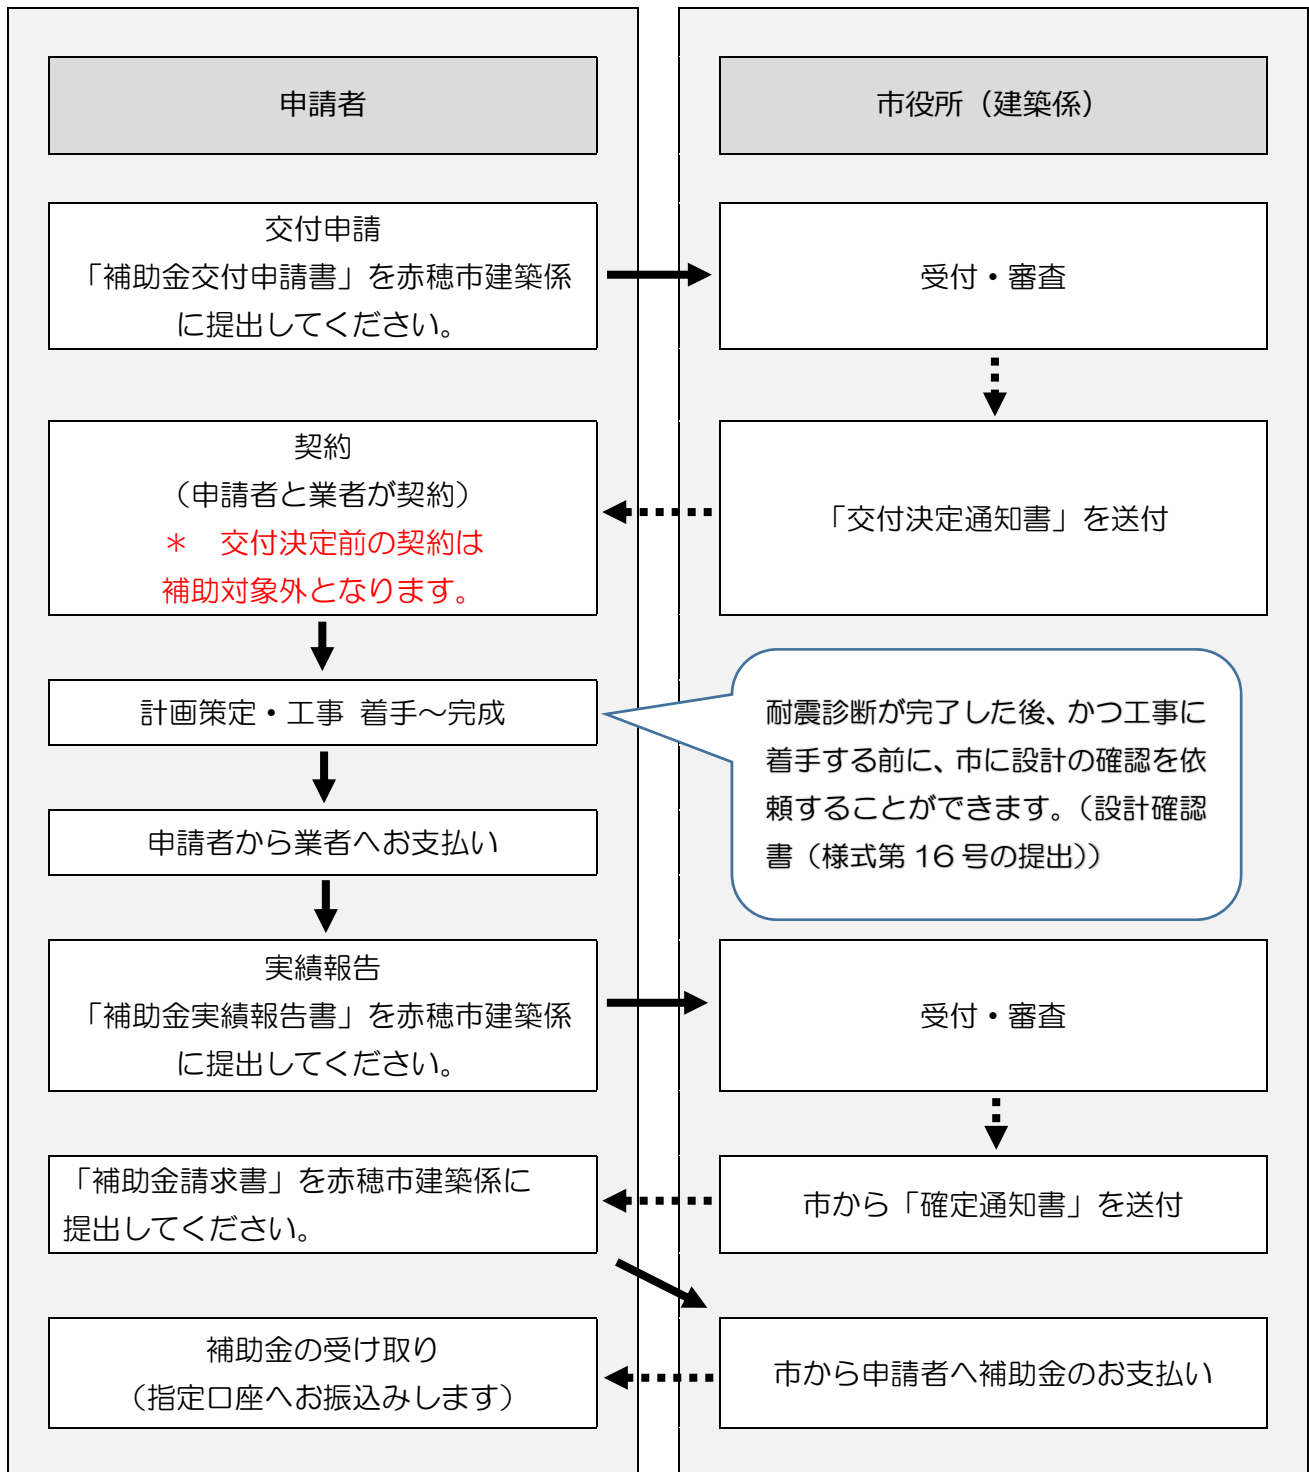 申請者
市役所（建築係）
交付申請
「補助金交付申請書」を赤穂市建築係
に提出してください。
受付・審査
契約
（申請者と業者が契約）
＊　交付決定前の契約は
補助対象外となります。
「交付決定通知書」を送付
計画策定・工事 着手～完成
耐震診断が完了した後、かつ工事に
着手する前に、市に設計の確認を依
頼することができます。（設計確認
書（様式第 16 号の提出））
申請者から業者へお支払い
実績報告
「補助金実績報告書」を赤穂市建築係
に提出してください。
受付・審査
「補助金請求書」を赤穂市建築係に
提出してください。
市から「確定通知書」を送付
補助金の受け取り
（指定口座へお振込みします）
市から申請者へ補助金のお支払い